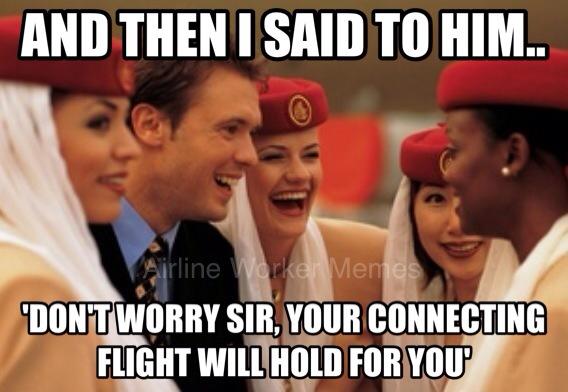 AND THEN I SAID TO HIM..
Airline Worker Memes
'DON'T WORRY SIR, YOUR CONNECTING
FLIGHT WILL HOLD FOR YOU'